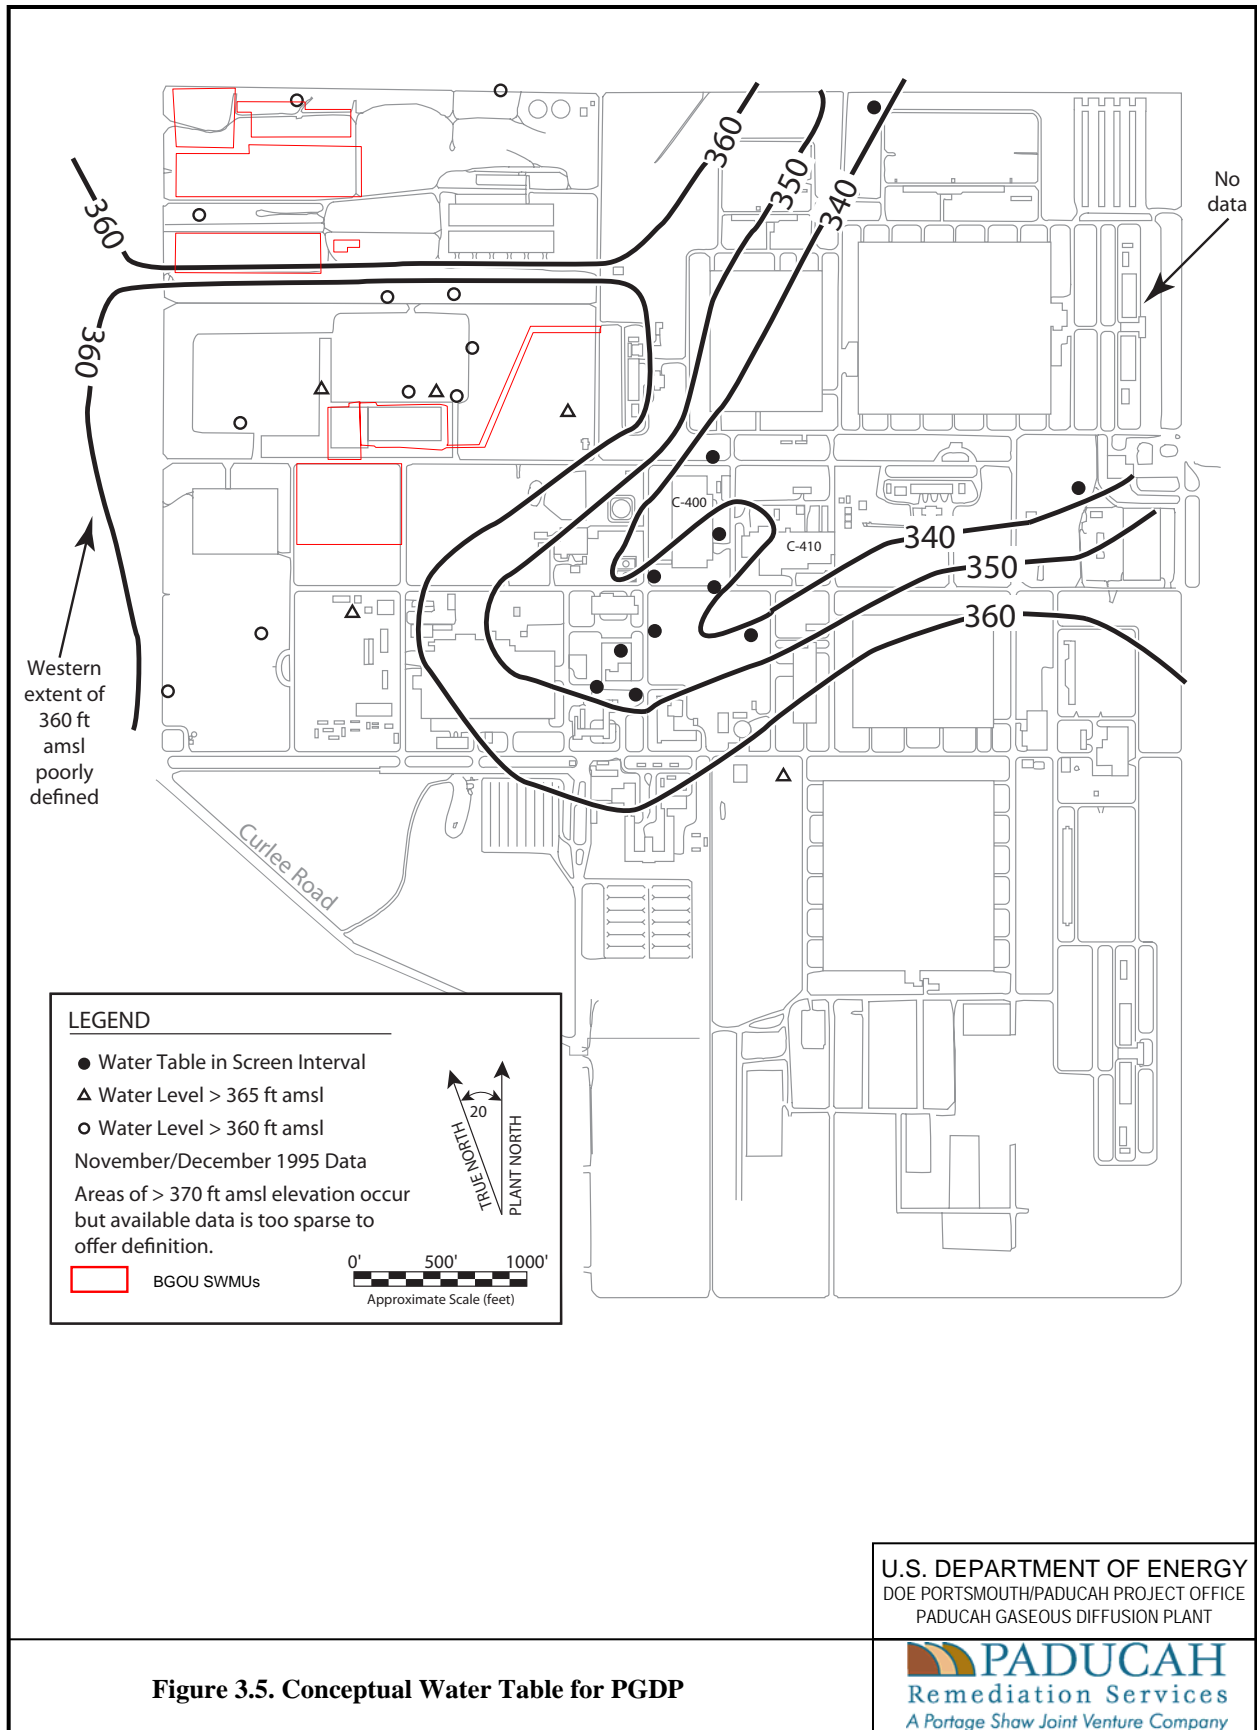 360
350
340
No
data
360
360
C-400
C-410
340
350
360
Western
extent of
360 ft
amsl
poorly
defined
Curlee Road
LEGEND
Water Table in Screen Interval
Water Level > 365 ft amsl
Water Level > 360 ft amsl
November/December 1995 Data
Areas of > 370 ft amsl elevation occur
but available data is too sparse to
offer definition.
BGOU SWMUs
20
TRUE NORTH
PLANT NORTH
0' 500' 1000'
Approximate Scale (feet)
U.S. DEPARTMENT OF ENERGY
DOE PORTSMOUTH/PADUCAH PROJECT OFFICE
PADUCAH GASEOUS DIFFUSION PLANT
Figure 3.5. Conceptual Water Table for PGDP
PADUCAH
Remediation Services
A Portage Shaw Joint Venture Company